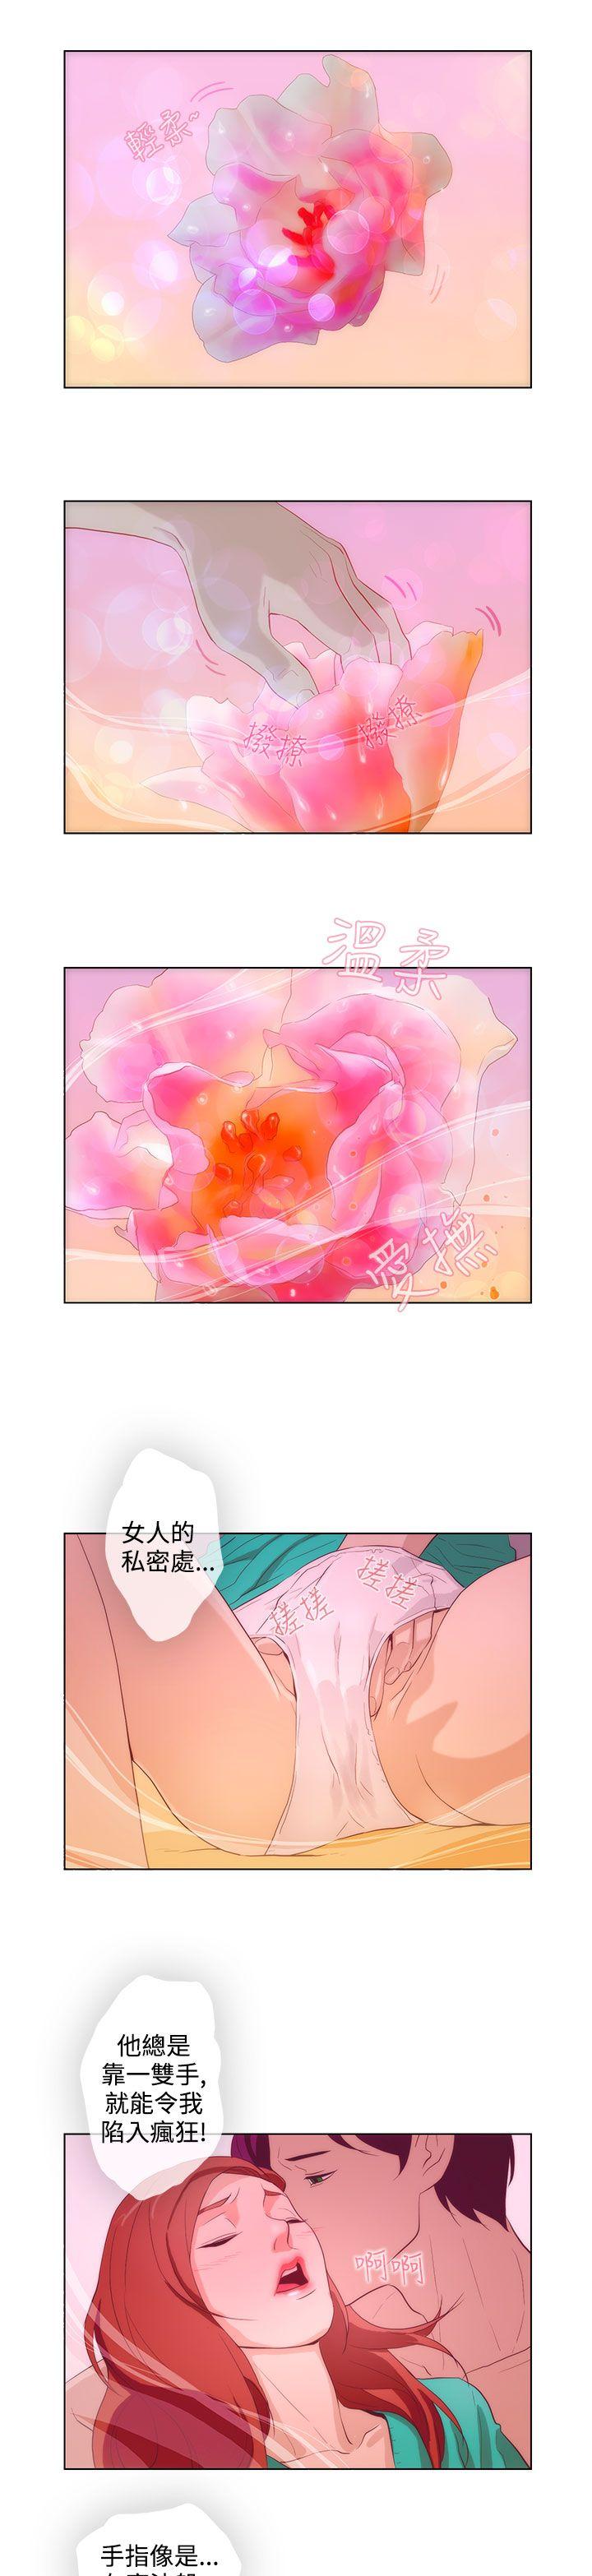 輕柔~
撥撩
撥撩
溫柔
愛撫
女人的
私密處...
搓搓
搓搓
他總是
靠一雙手,
就能令我
陷入瘋狂!
啊啊
手指像是...